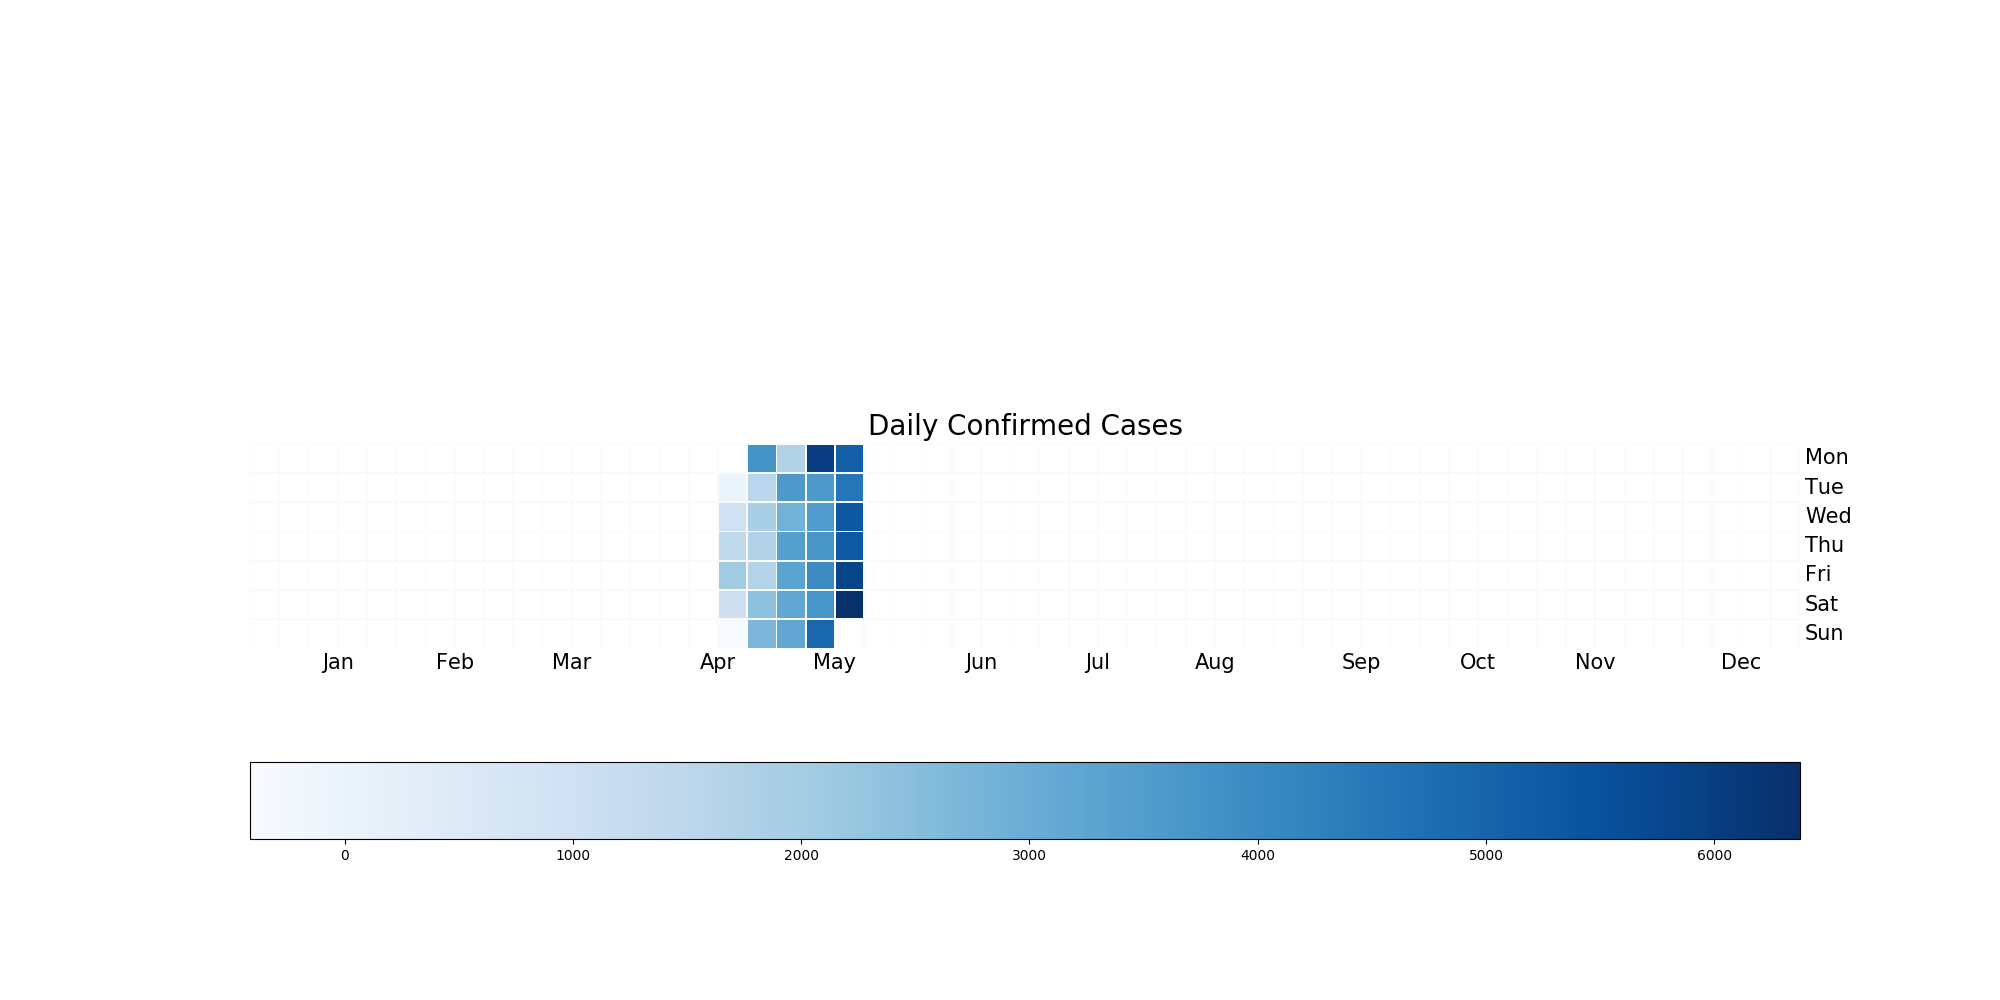 Daily Confirmed Cases
Mon
Tue
Wed
Thu
Fri
Sat
Sun
Jan Feb Mar Apr May Jun Jul Aug Sep Oct Nov Dec
0 1000 2000 3000 4000 5000 6000